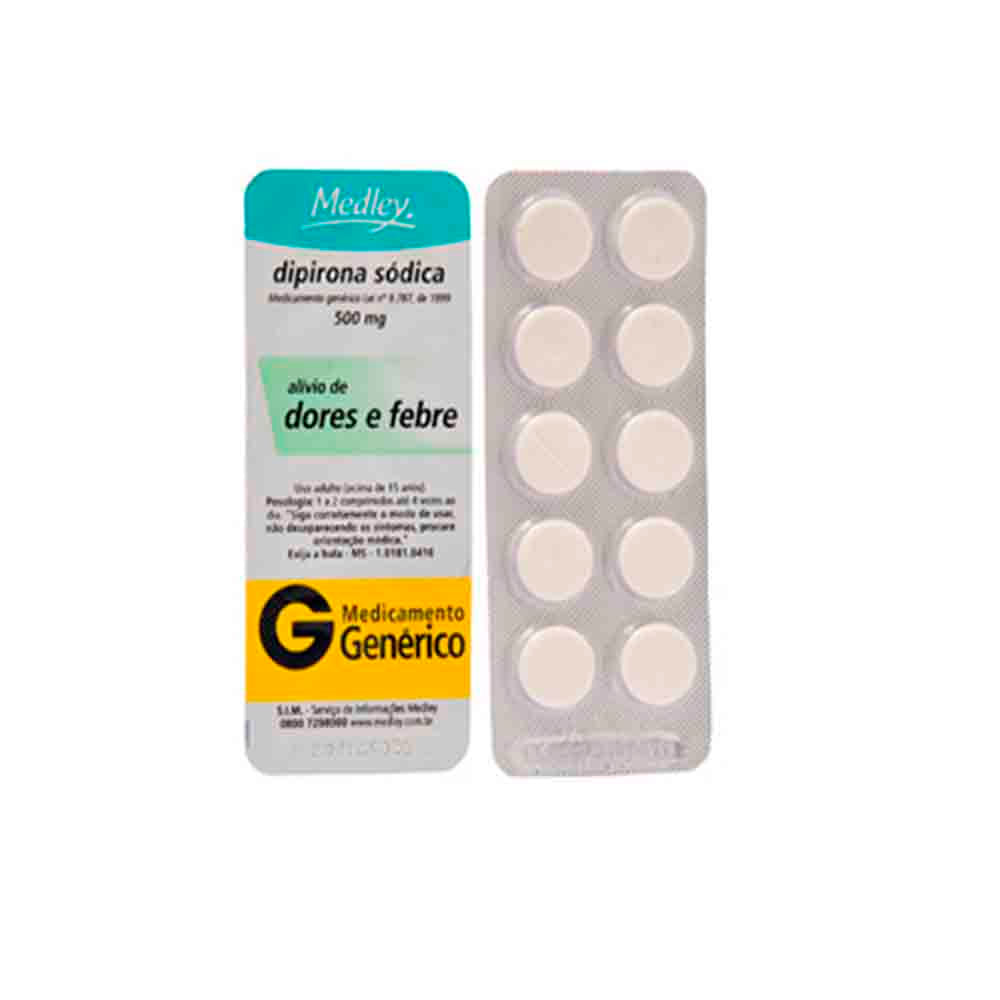 Medley.
dipirona sódica
Medicamento genérico Lei nº 9.787, de 1999
500 mg
alívio de
dores e febre
Uso adulto (acima de 15 anos)
Posologia: 1 a 2 comprimidos até 4 vezes ao
dia. "Siga corretamente o modo de usar,
não desaparecendo os sintomas, procure
orientação médica."
Exija a bula - MS - 1.0181.0410
G Medicamento
Genérico
S.I.M. - Serviço de Informações Medley
0800 7298000 www.medley.com.br